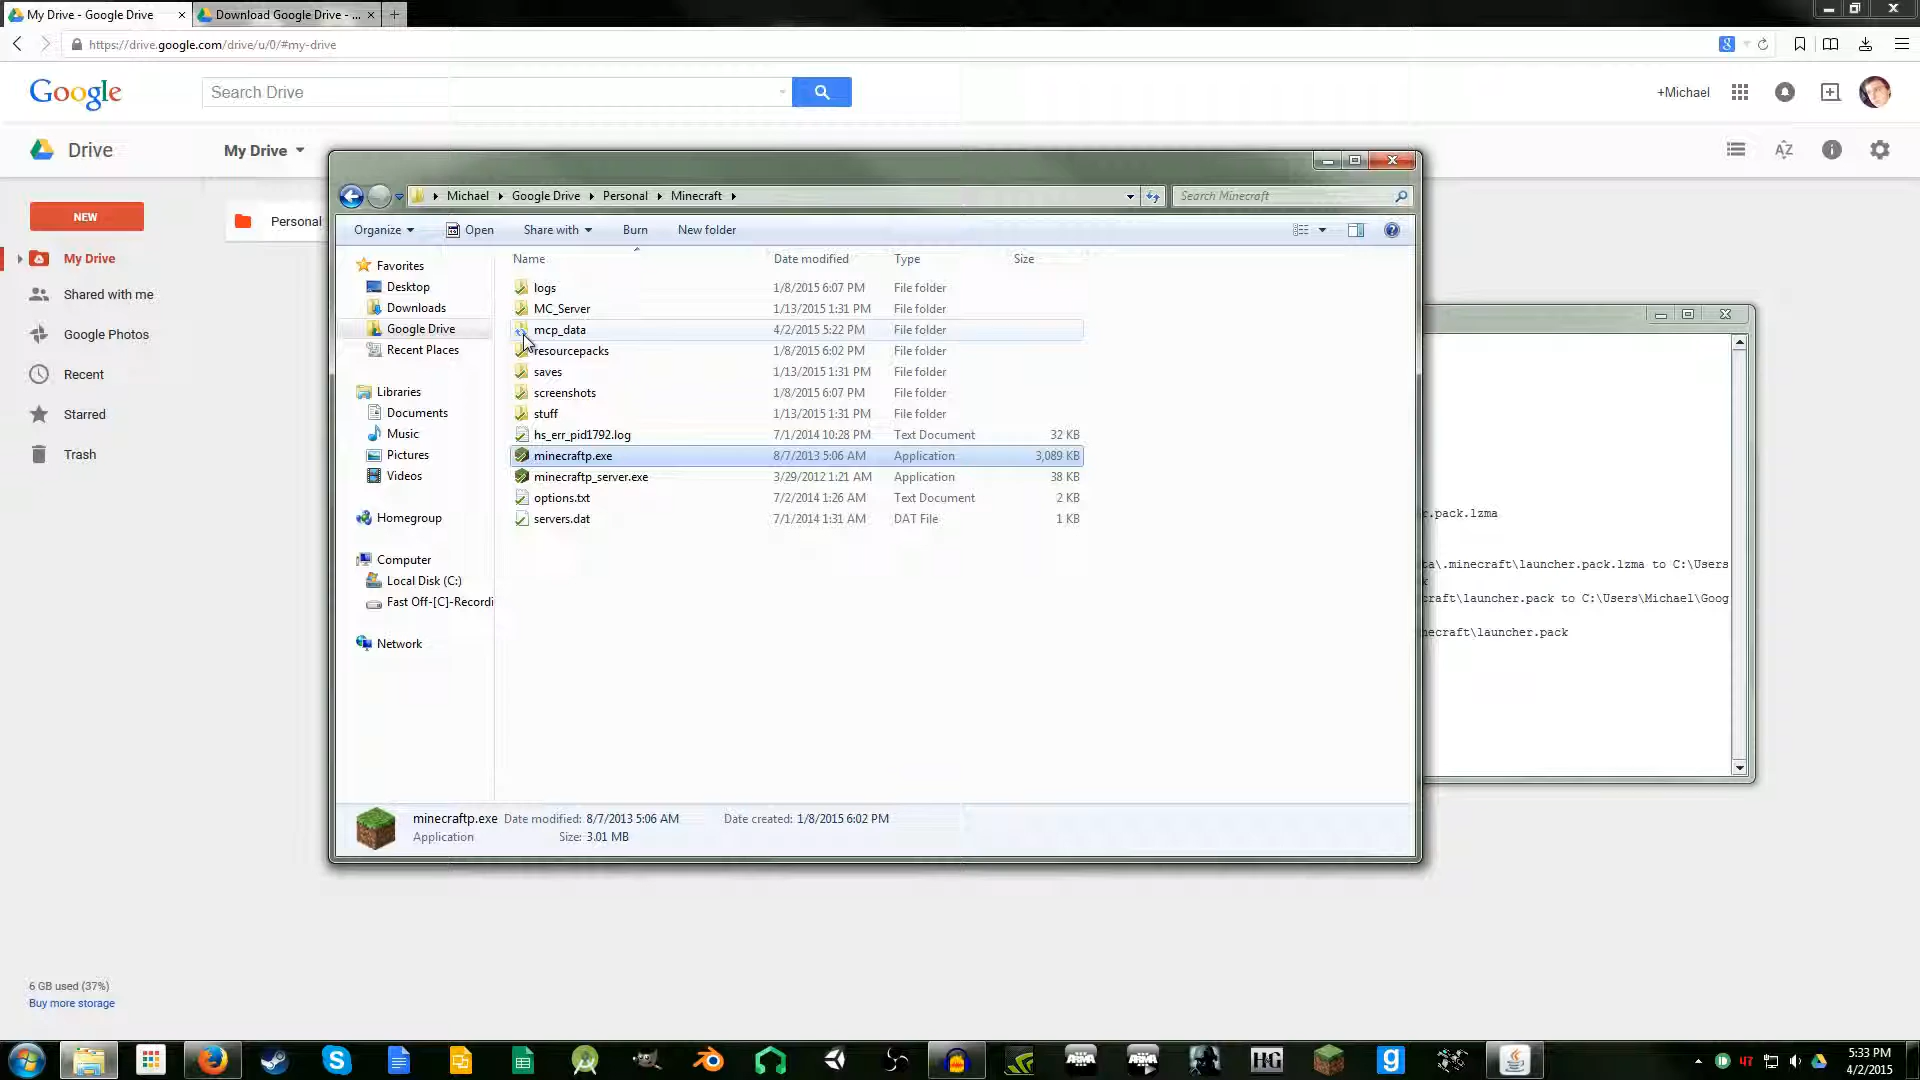 My Drive - Google Drive
Download Google Drive - ...
https://drive.google.com/drive/u/0/#my-drive
Google
Search Drive
+Michael
Drive
My Drive
NEW
Personal
My Drive
Shared with me
Google Photos
Recent
Starred
Trash
6 GB used (37%)
Buy more storage
Michael Google Drive Personal Minecraft
Search Minecraft
Organize Open Share with Burn New folder
Favorites
Desktop
Downloads
Google Drive
Recent Places
Libraries
Documents
Music
Pictures
Videos
Homegroup
Computer
Local Disk (C:)
Fast Off-[C]-Recordi
Network
Name Date modified Type Size
logs 1/8/2015 6:07 PM File folder
MC_Server 1/13/2015 1:31 PM File folder
mcp_data 4/2/2015 5:22 PM File folder
resourcepacks 1/8/2015 6:02 PM File folder
saves 1/13/2015 1:31 PM File folder
screenshots 1/8/2015 6:07 PM File folder
stuff 1/13/2015 1:31 PM File folder
hs_err_pid1792.log 7/1/2014 10:28 PM Text Document 32 KB
minecraftp.exe 8/7/2013 5:06 AM Application 3,089 KB
minecraftp_server.exe 3/29/2012 1:21 AM Application 38 KB
options.txt 7/2/2014 1:26 AM Text Document 2 KB
servers.dat 7/1/2014 1:31 AM DAT File 1 KB
minecraftp.exe Date modified: 8/7/2013 5:06 AM Date created: 1/8/2015 6:02 PM
Application Size: 3.01 MB
.pack.lzma
ta\.minecraft\launcher.pack.lzma to C:\Users
raft\launcher.pack to C:\Users\Michael\Goog
necraft\launcher.pack
ARMA
ARMA
H+G
g
47
5:33 PM
4/2/2015